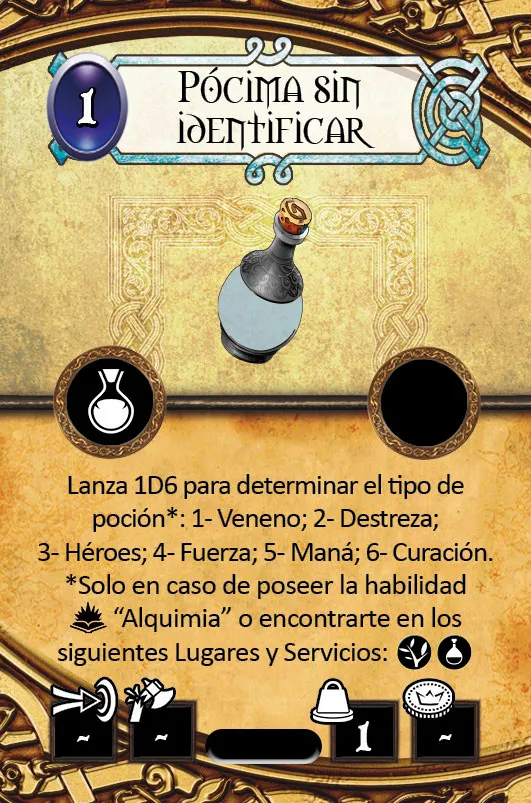 1
Pócima sin
identificar
Lanza 1D6 para determinar el tipo de
poción*: 1- Veneno; 2- Destreza;
3- Héroes; 4- Fuerza; 5- Maná; 6- Curación.
*Solo en caso de poseer la habilidad
“Alquimia” o encontrarte en los
siguientes Lugares y Servicios:
~ ~ 1 ~